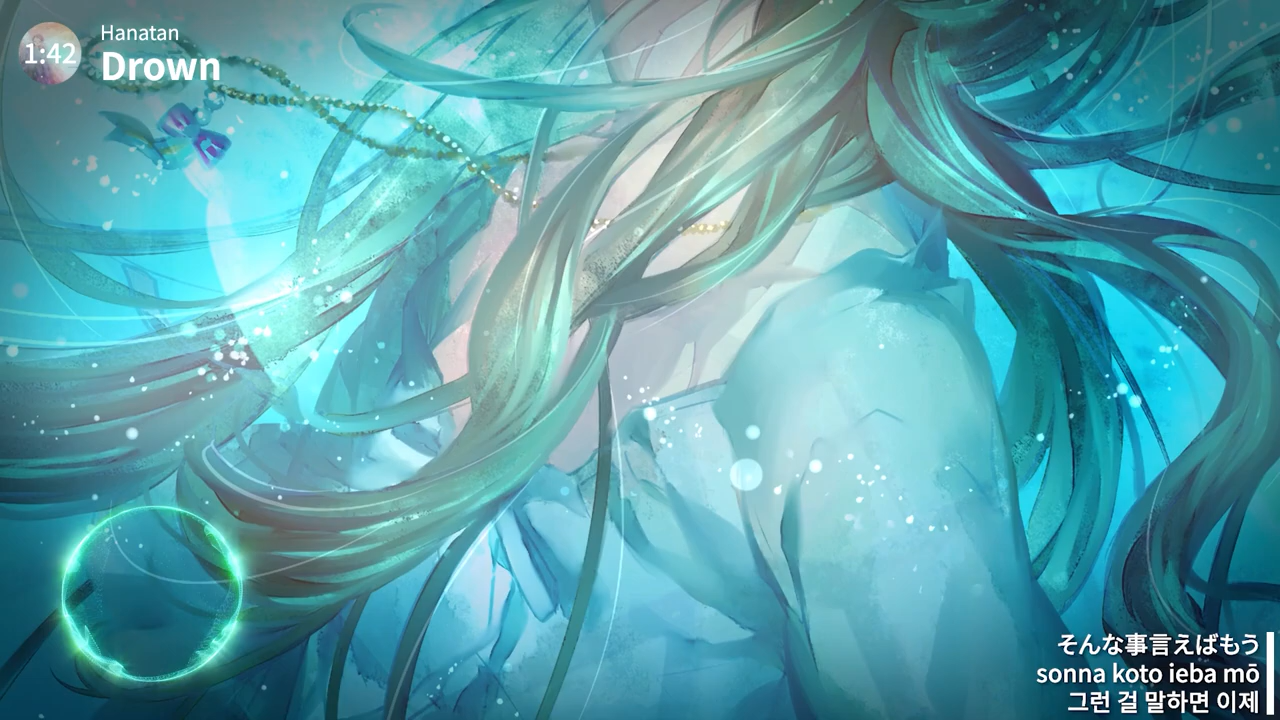 1:42
Hanatan
Drown
そんな事言えばもう
sonna koto ieba mō
그런 걸 말하면 이제